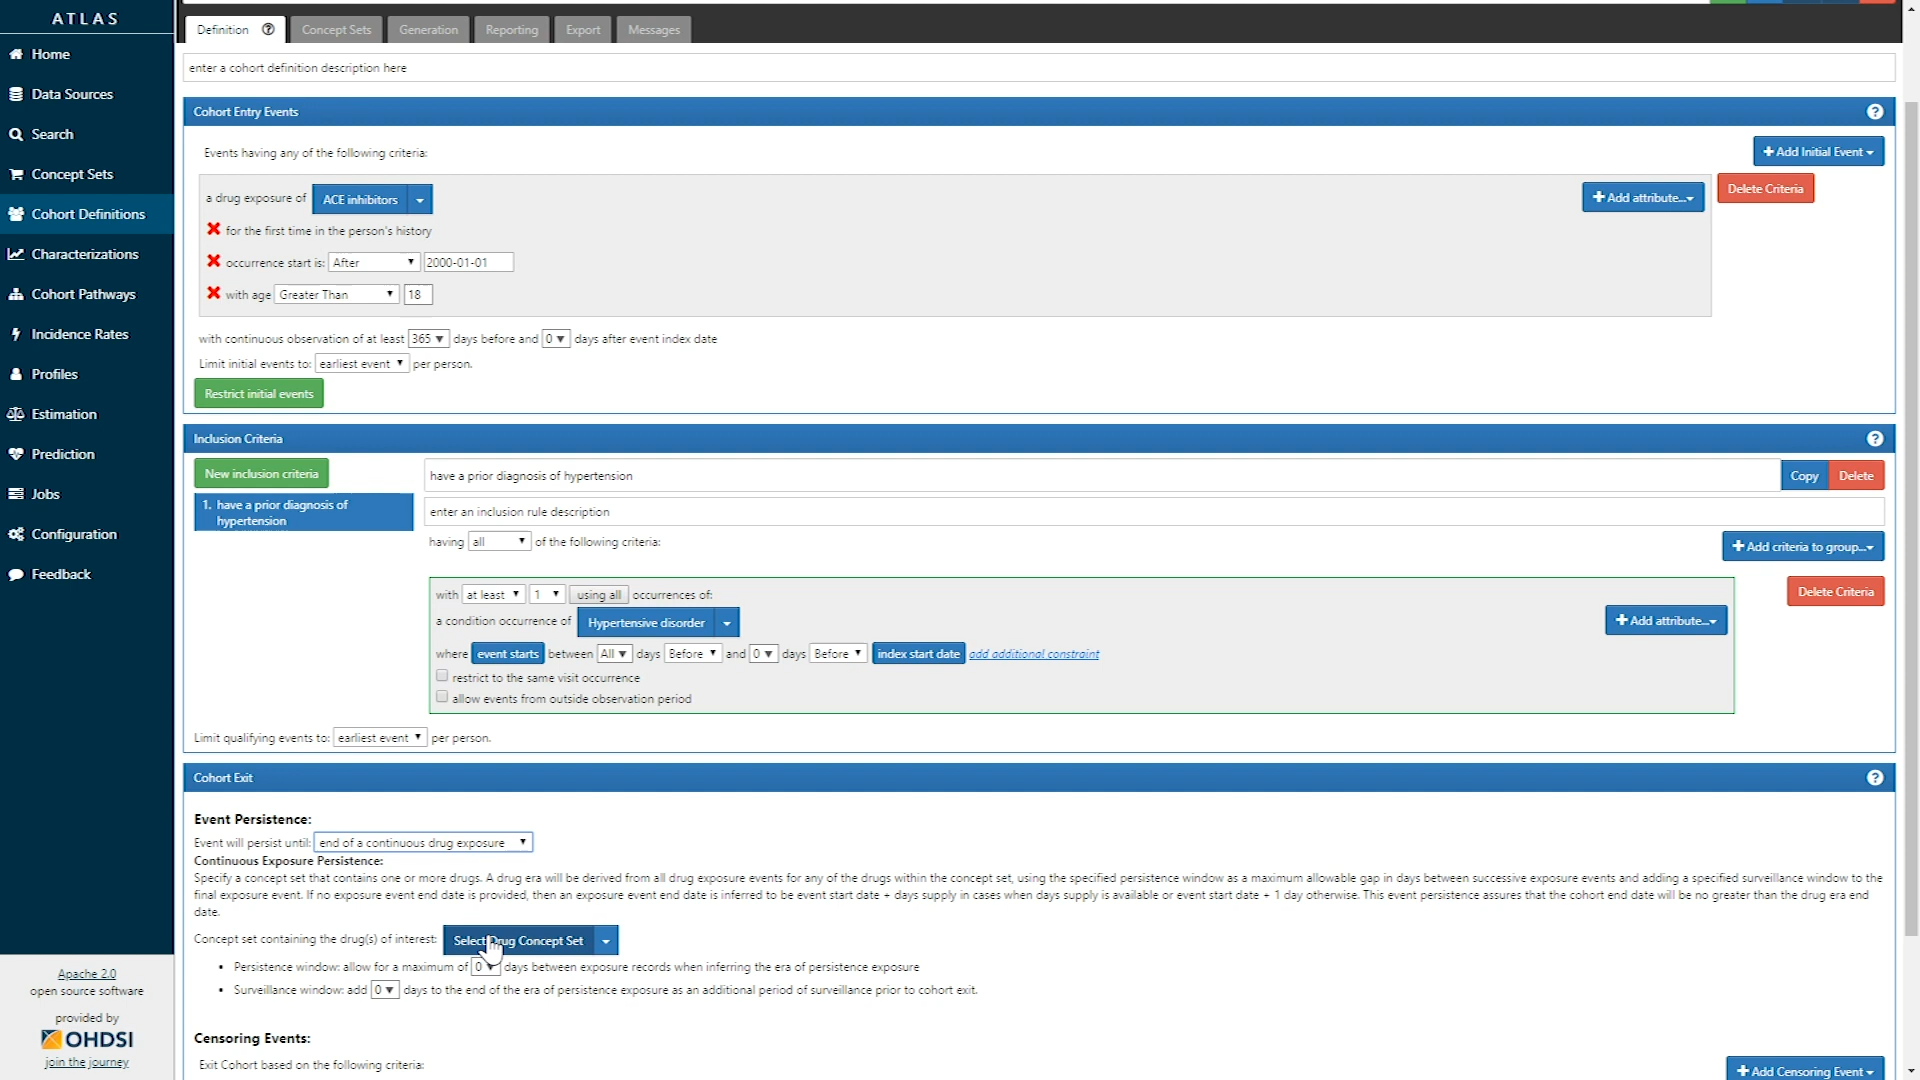 ATLAS
Home
Data Sources
Search
Concept Sets
Cohort Definitions
Characterizations
Cohort Pathways
Incidence Rates
Profiles
Estimation
Prediction
Jobs
Configuration
Feedback
Apache 2.0
open source software
provided by
OHDSI
join the journey
Definition
Concept Sets
Generation
Reporting
Export
Messages
enter a cohort definition description here
Cohort Entry Events
Events having any of the following criteria:
+ Add Initial Event
a drug exposure of ACE inhibitors
+ Add attribute...
Delete Criteria
for the first time in the person's history
occurrence start is: After 2000-01-01
with age Greater Than 18
with continuous observation of at least 365 days before and 0 days after event index date
Limit initial events to: earliest event per person.
Restrict initial events
Inclusion Criteria
New inclusion criteria
1. have a prior diagnosis of
hypertension
have a prior diagnosis of hypertension
Copy
Delete
enter an inclusion rule description
having all of the following criteria:
+ Add criteria to group...
with at least 1 using all occurrences of:
Delete Criteria
a condition occurrence of Hypertensive disorder
+ Add attribute...
where event starts between All days Before and 0 days Before index start date add additional constraint
restrict to the same visit occurrence
allow events from outside observation period
Limit qualifying events to: earliest event per person.
Cohort Exit
Event Persistence:
Event will persist until: end of a continuous drug exposure
Continuous Exposure Persistence:
Specify a concept set that contains one or more drugs. A drug era will be derived from all drug exposure events for any of the drugs within the concept set, using the specified persistence window as a maximum allowable gap in days between successive exposure events and adding a specified surveillance window to the
final exposure event. If no exposure event end date is provided, then an exposure event end date is inferred to be event start date + days supply in cases when days supply is available or event start date + 1 day otherwise. This event persistence assures that the cohort end date will be no greater than the drug era end
date.
Concept set containing the drug(s) of interest: Select Drug Concept Set
• Persistence window: allow for a maximum of 0 days between exposure records when inferring the era of persistence exposure
• Surveillance window: add 0 days to the end of the era of persistence exposure as an additional period of surveillance prior to cohort exit.
Censoring Events:
Exit Cohort based on the following criteria:
+ Add Censoring Event